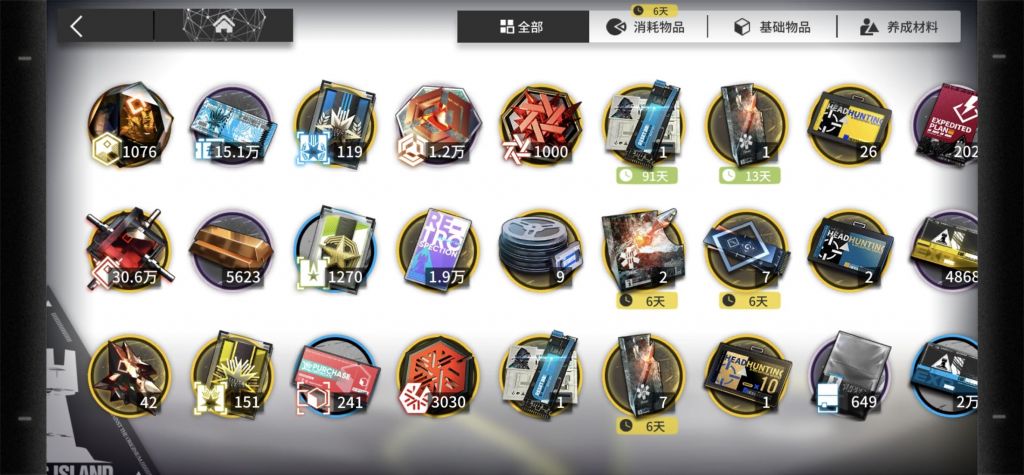 6天
全部
消耗物品
基础物品
养成材料
1076
15.1万
119
1.2万
1000
1
91天
1
13天
HEADHUNTING
26
EXPEDITED
PLAN
202
30.6万
5623
1270
RE-
TRO
SPECTION
1.9万
9
2
6天
7
6天
HEADHUNTING
2
4868
42
151
PURCHASE
241
3030
1
7
6天
HEADHUNTING
10
1
649
2万
ISLAND